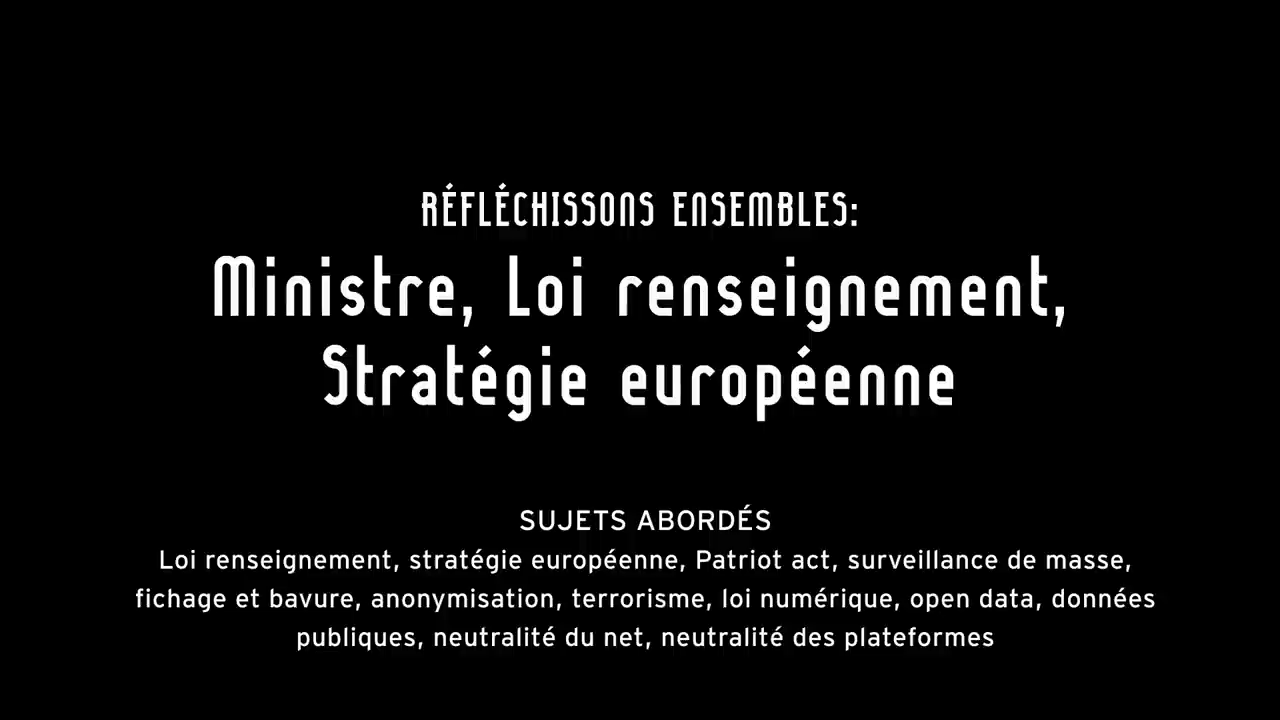 RÉFLÉCHISSONS ENSEMBLES:
Ministre, Loi renseignement,
Stratégie européenne
SUJETS ABORDÉS
Loi renseignement, stratégie européenne, Patriot act, surveillance de masse,
fichage et bavure, anonymisation, terrorisme, loi numérique, open data, données
publiques, neutralité du net, neutralité des plateformes